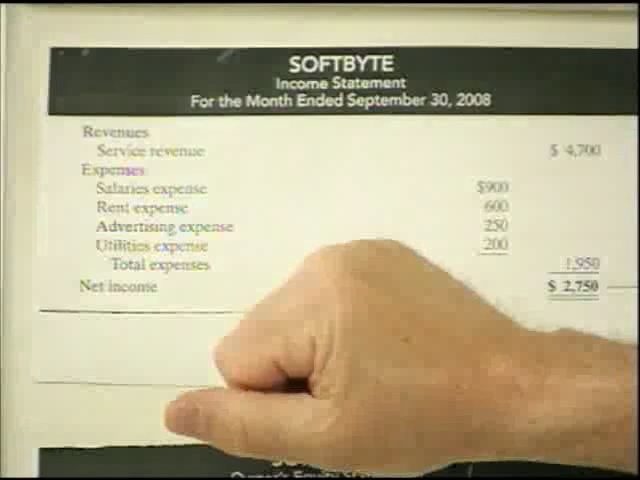 SOFTBYTE
Income Statement
For the Month Ended September 30, 2008
Revenues
Service revenue $ 4,700
Expenses
Salaries expense $900
Rent expense 600
Advertising expense 250
Utilities expense 200
Total expenses 1,950
Net income $ 2,750